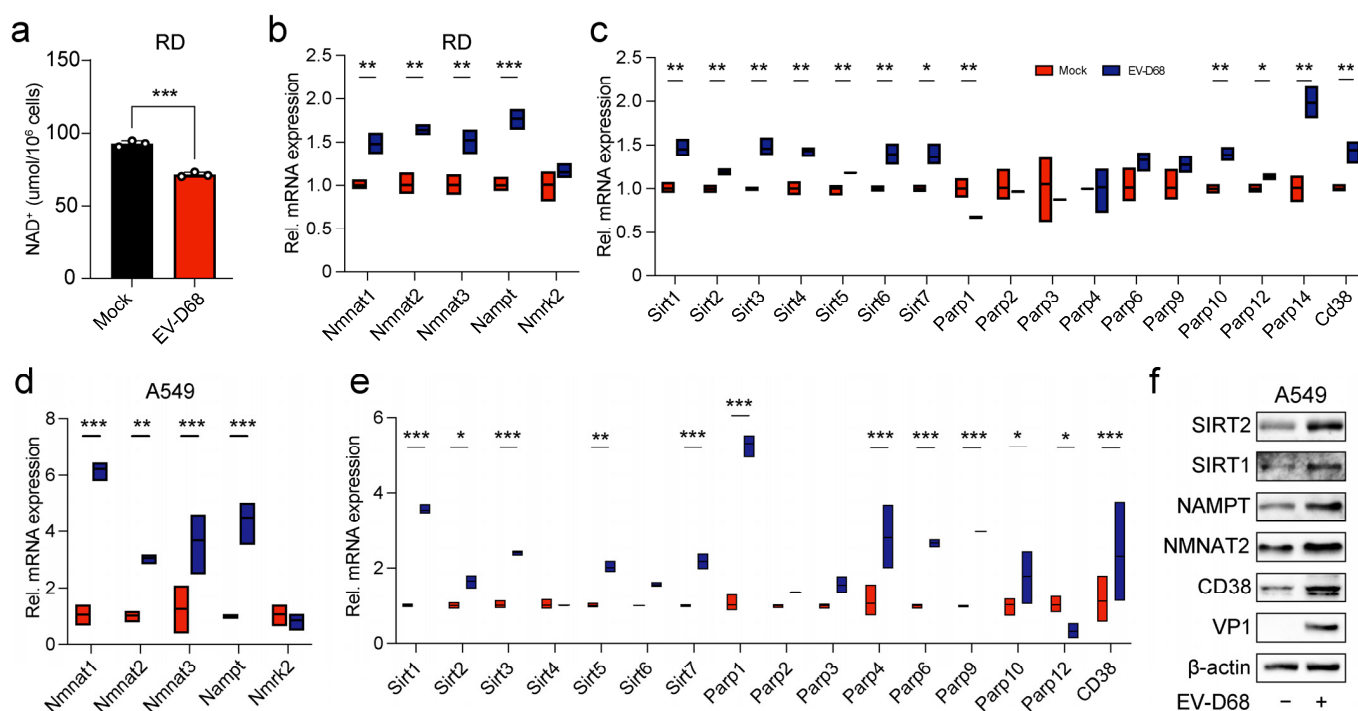 a
RD
NAD⁺ (umol/10⁶ cells)
150
100
50
0
***
Mock
EV-D68
b
RD
Rel. mRNA expression
2.5
2.0
1.5
1.0
0.5
0.0
** ** ** ***
Nmnat1 Nmnat2 Nmnat3 Nampt Nmrk2
c
Rel. mRNA expression
2.5
2.0
1.5
1.0
0.5
0.0
** ** ** ** ** ** * ** ** * ** **
Mock EV-D68
Sirt1 Sirt2 Sirt3 Sirt4 Sirt5 Sirt6 Sirt7 Parp1 Parp2 Parp3 Parp4 Parp6 Parp9 Parp10 Parp12 Parp14 Cd38
d
A549
Rel. mRNA expression
8
6
4
2
0
*** ** *** ***
Nmnat1 Nmnat2 Nmnat3 Nampt Nmrk2
e
Rel. mRNA expression
6
4
2
0
*** * *** ** *** *** *** *** *** * * ***
Sirt1 Sirt2 Sirt3 Sirt4 Sirt5 Sirt6 Sirt7 Parp1 Parp2 Parp3 Parp4 Parp6 Parp9 Parp10 Parp12 CD38
f
A549
SIRT2
SIRT1
NAMPT
NMNAT2
CD38
VP1
β-actin
EV-D68 − +